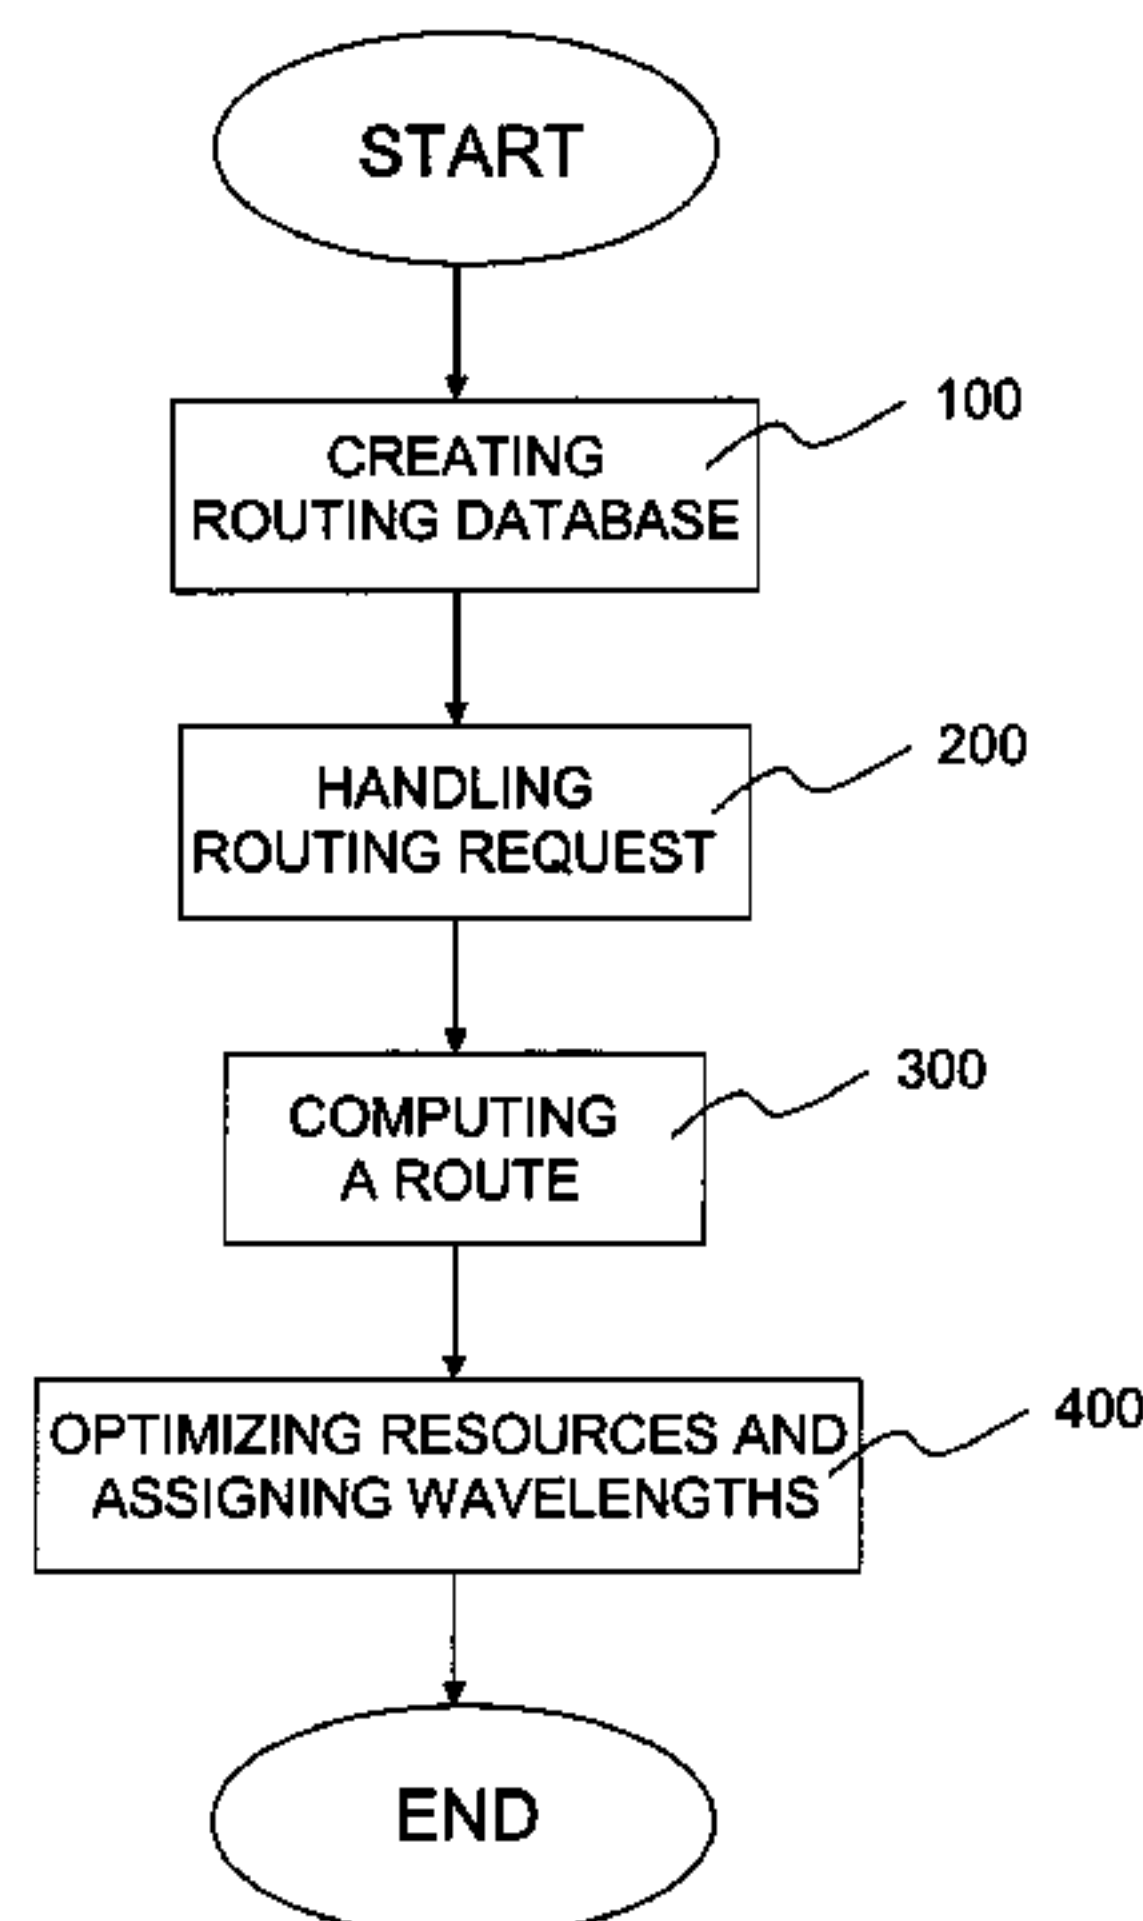 START
100
CREATING
ROUTING DATABASE
200
HANDLING
ROUTING REQUEST
300
COMPUTING
A ROUTE
400
OPTIMIZING RESOURCES AND
ASSIGNING WAVELENGTHS
END